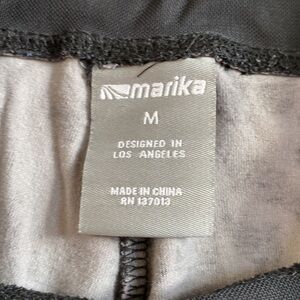 marika
M
DESIGNED IN
LOS ANGELES
MADE IN CHINA
RN 137013